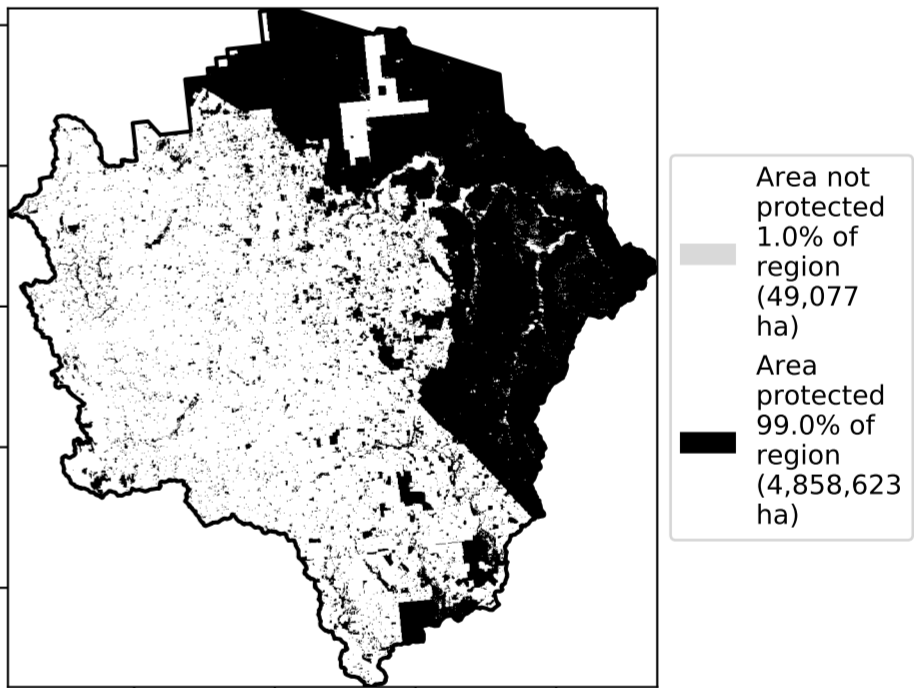 Area not
protected
1.0% of
region
(49,077
ha)
Area
protected
99.0% of
region
(4,858,623
ha)